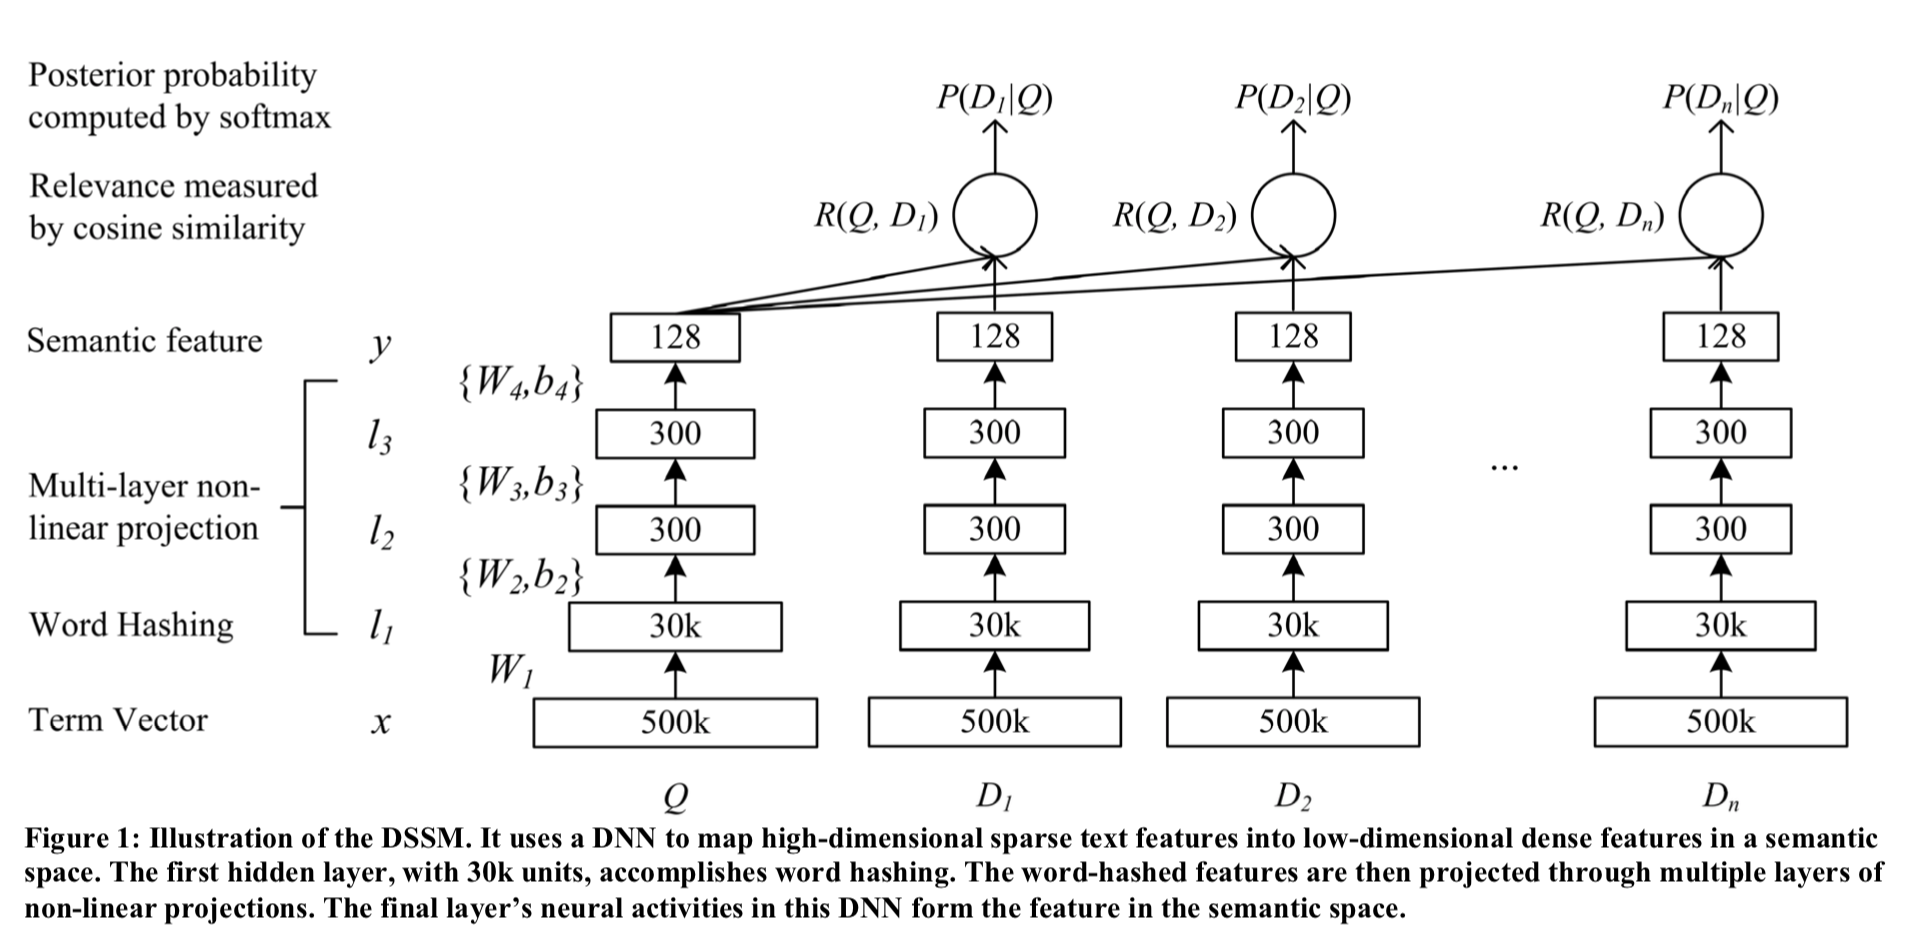 Posterior probability
computed by softmax
P(D1|Q) P(D2|Q) P(Dn|Q)
Relevance measured
by cosine similarity
R(Q, D1) R(Q, D2) R(Q, Dn)
Semantic feature y 128 128 128 128
{W4,b4}
l3 300 300 300 300
{W3,b3}
...
Multi-layer non-
linear projection
l2 300 300 300 300
{W2,b2}
Word Hashing l1 30k 30k 30k 30k
W1
Term Vector x 500k 500k 500k 500k
Q D1 D2 Dn
Figure 1: Illustration of the DSSM. It uses a DNN to map high-dimensional sparse text features into low-dimensional dense features in a semantic
space. The first hidden layer, with 30k units, accomplishes word hashing. The word-hashed features are then projected through multiple layers of
non-linear projections. The final layer’s neural activities in this DNN form the feature in the semantic space.